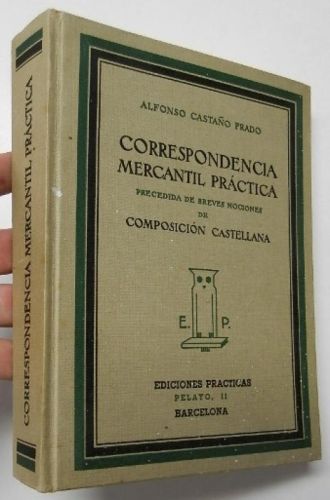 CORRESPONDENCIA MERCANTIL PRÁCTICA
ALFONSO CASTAÑO PRADO
CORRESPONDENCIA
MERCANTIL PRÁCTICA
PRECEDIDA DE BREVES NOCIONES
DE
COMPOSICIÓN CASTELLANA
E. P.
EDICIONES PRACTICAS
PELAYO, 11
BARCELONA